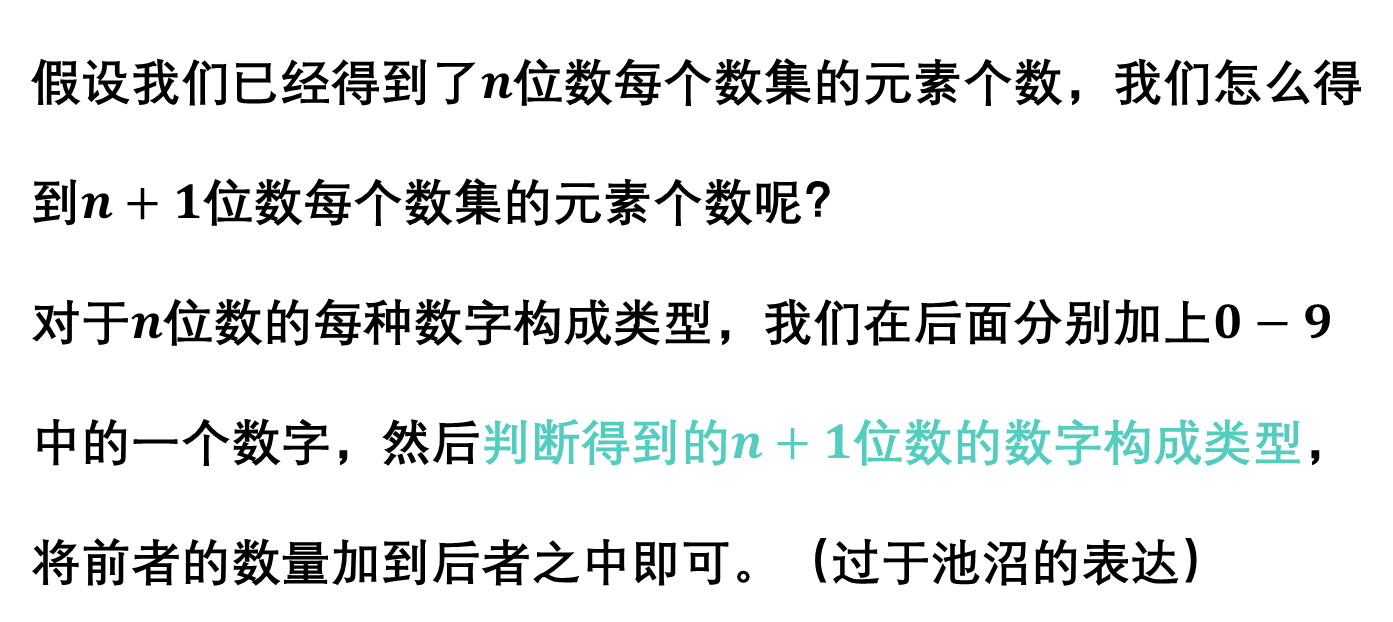 假设我们已经得到了n位数每个数集的元素个数，我们怎么得
到n + 1位数每个数集的元素个数呢？
对于n位数的每种数字构成类型，我们在后面分别加上0 − 9
中的一个数字，然后判断得到的n + 1位数的数字构成类型，
将前者的数量加到后者之中即可。（过于池沼的表达）